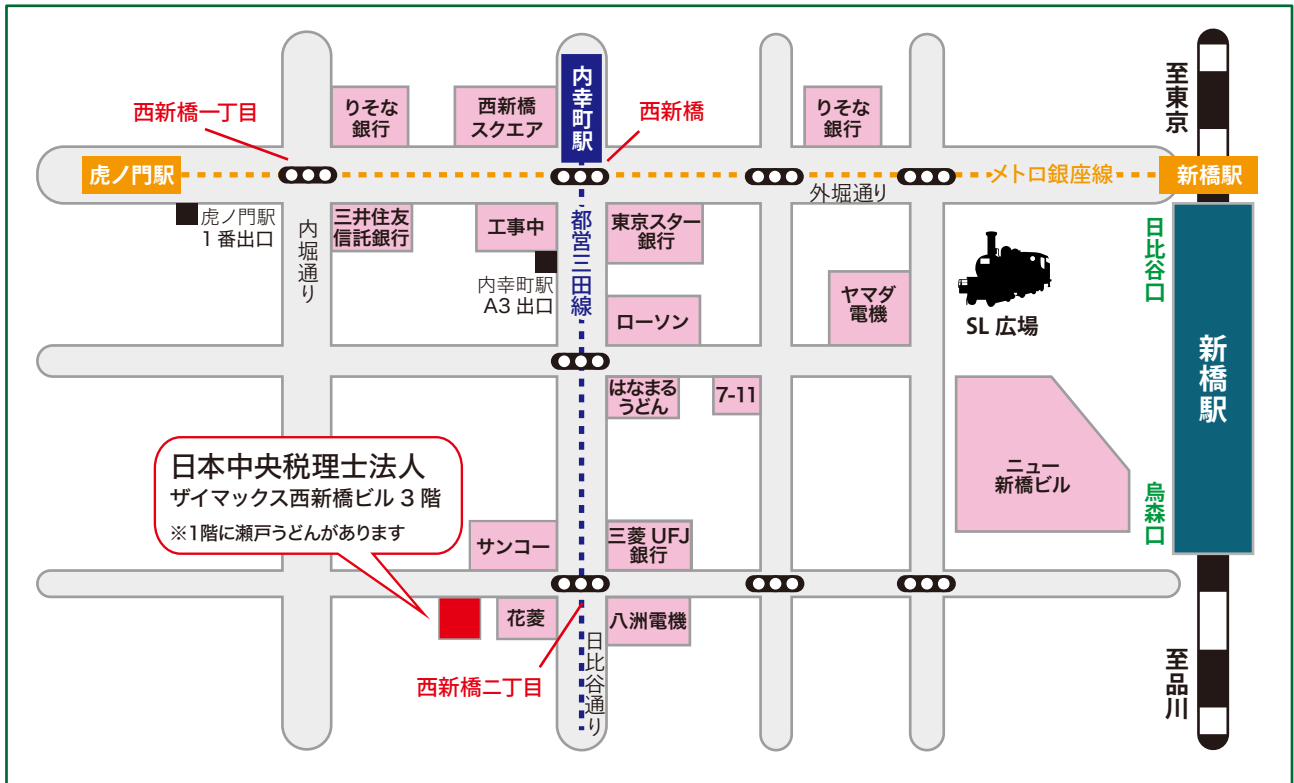 西新橋一丁目
りそな
銀行
西新橋
スクエア
内幸町駅
西新橋
りそな
銀行
至東京
虎ノ門駅
メトロ銀座線
新橋駅
外堀通り
虎ノ門駅
1番出口
内堀通り
三井住友
信託銀行
工事中
都営三田線
東京スター
銀行
日比谷口
内幸町駅
A3出口
ローソン
ヤマダ
電機
SL 広場
新橋駅
はなまる
うどん
7-11
日本中央税理士法人
ザイマックス西新橋ビル 3 階
※1階に瀬戸うどんがあります
ニュー
新橋ビル
烏森口
サンコー
三菱 UFJ
銀行
花菱
八洲電機
日比谷通り
西新橋二丁目
至品川